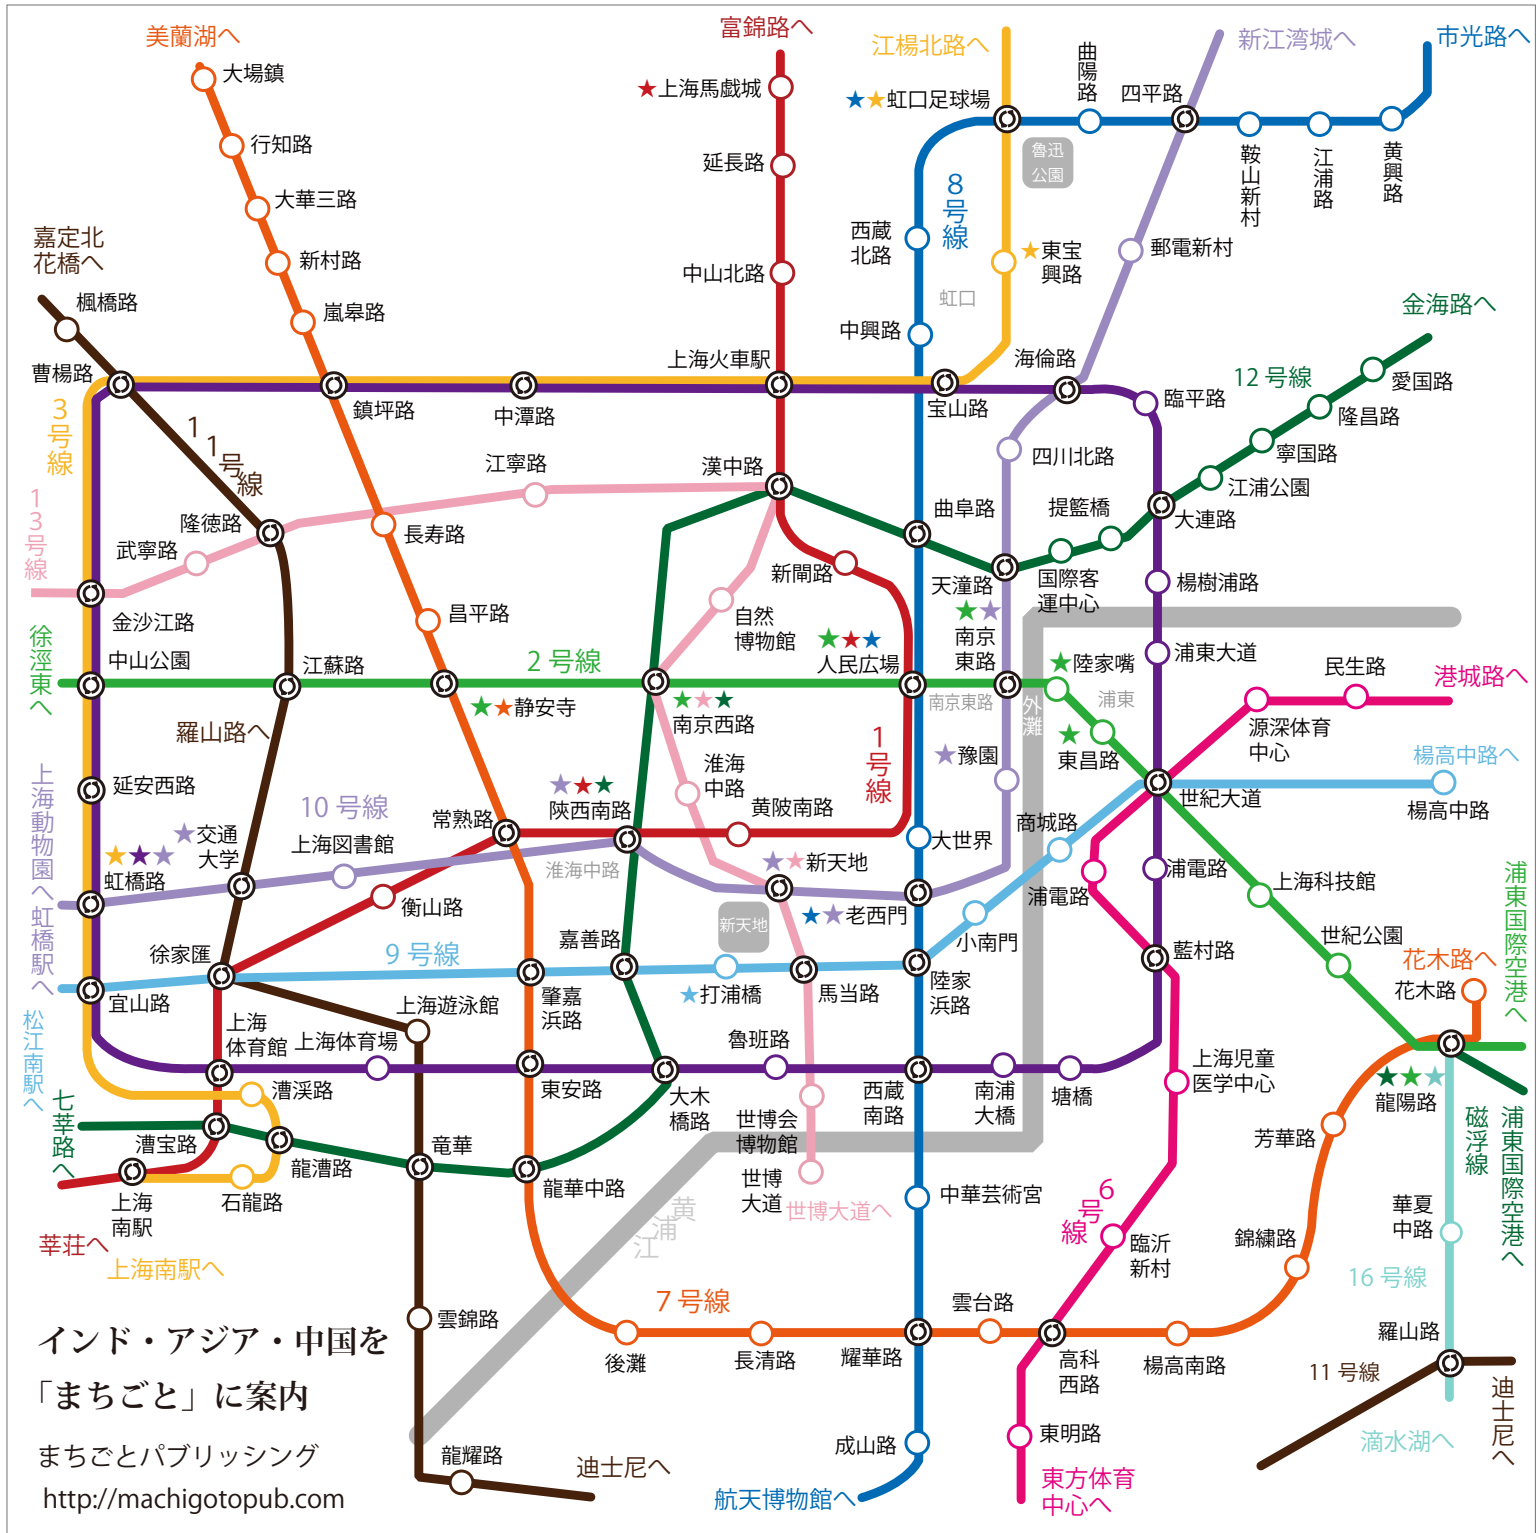 美蘭湖へ
富錦路へ
江楊北路へ
新江湾城へ
市光路へ
大場鎮
★上海馬戯城
★★虹口足球場
曲陽路
四平路
行知路
延長路
魯迅
公園
鞍山新村
江浦路
黄興路
大華三路
8号線
嘉定北
花橋へ
新村路
中山北路
西蔵
北路
★東宝
興路
郵電新村
楓橋路
嵐皋路
虹口
中興路
金海路へ
曹楊路
上海火車駅
海倫路
12 号線
愛国路
3号線
鎮坪路
中潭路
宝山路
臨平路
隆昌路
11号線
江寧路
漢中路
四川北路
寧国路
13号線
隆徳路
曲阜路
提籃橋
江浦公園
大連路
武寧路
長寿路
新閘路
天潼路
国際客
運中心
楊樹浦路
金沙江路
昌平路
自然
博物館
★★
南京
東路
徐涇東へ
中山公園
江蘇路
2 号線
★★★
人民広場
★陸家嘴
浦東大道
民生路
港城路へ
★★静安寺
★★★
南京西路
南京東路
外灘
浦東
羅山路へ
1号線
★豫園
★
東昌路
源深体育
中心
上海動物園へ
虹橋駅へ
延安西路
10 号線
★★★
陝西南路
淮海
中路
黄陂南路
世紀大道
楊高中路へ
楊高中路
★交通
大学
上海図書館
常熟路
大世界
商城路
★★★
虹橋路
淮海中路
★★新天地
浦電路
浦電路
上海科技館
浦東国際空港へ
衡山路
新天地
★★老西門
徐家匯
9 号線
嘉善路
小南門
藍村路
世紀公園
花木路へ
花木路
宜山路
上海遊泳館
肇嘉
浜路
★打浦橋
馬当路
陸家
浜路
松江南駅へ
上海
体育館
上海体育場
魯班路
上海児童
医学中心
★★★
龍陽路
七莘路へ
漕渓路
東安路
大木
橋路
世博会
博物館
西蔵
南路
南浦
大橋
塘橋
磁浮線
浦東国際空港へ
漕宝路
龍漕路
竜華
芳華路
上海
南駅
石龍路
龍華中路
世博
大道
世博大道へ
中華芸術宮
6号線
華夏
中路
黄浦江
莘荘へ
上海南駅へ
臨沂
新村
錦繍路
16 号線
インド・アジア・中国を
「まちごと」に案内
まちごとパブリッシング
http://machigotopub.com
雲錦路
7 号線
後灘
長清路
耀華路
雲台路
高科
西路
楊高南路
羅山路
11 号線
迪士尼へ
滴水湖へ
龍耀路
迪士尼へ
成山路
東明路
航天博物館へ
東方体育
中心へ